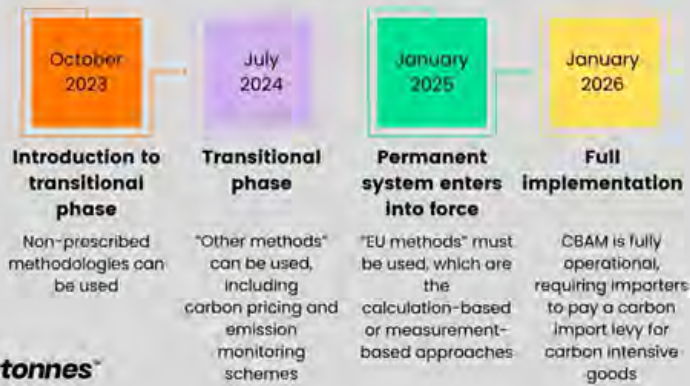 October
2023
Introduction to
transitional
phase
Non-prescribed
methodologies can
be used
July
2024
Transitional
phase
"Other methods"
can be used,
including
carbon pricing and
emission
monitoring
schemes
January
2025
Permanent
system enters
into force
"EU methods" must
be used, which are
the
calculation-based
or measurement-
based approaches
January
2026
Full
implementation
CBAM is fully
operational,
requiring importers
to pay a carbon
import levy for
carbon intensive
goods
tonnes™